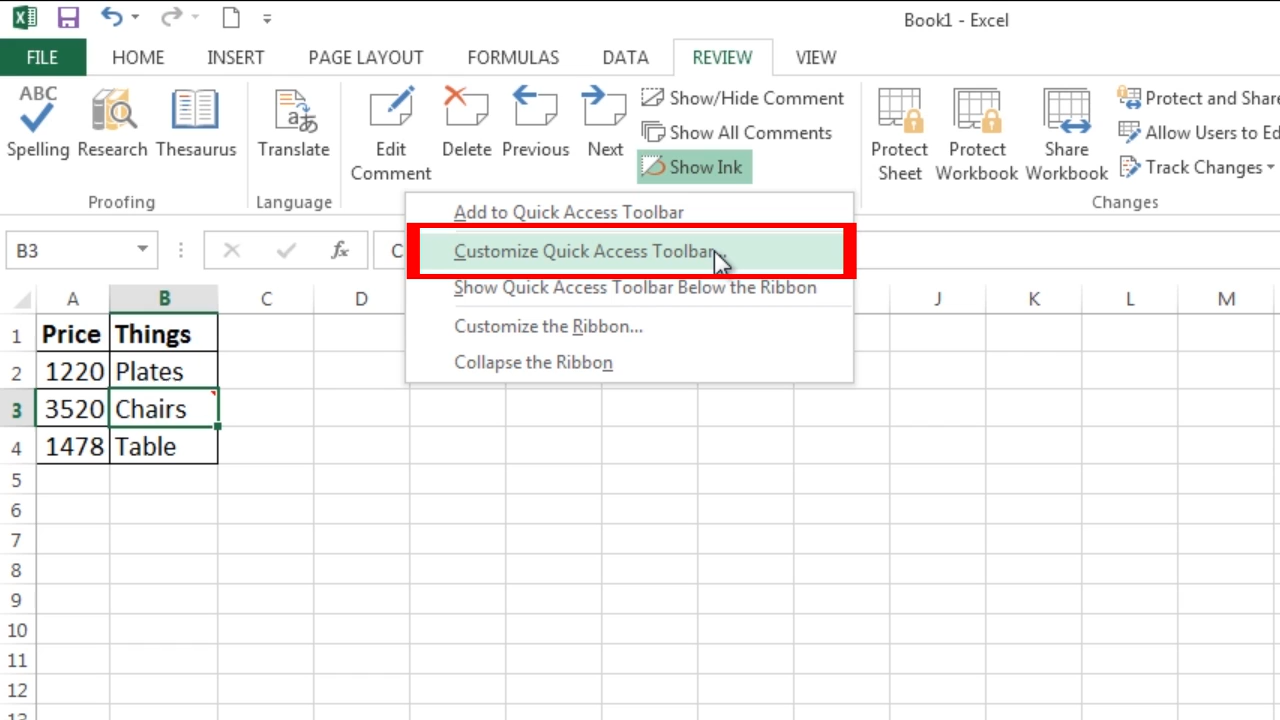 Book1 - Excel
FILE HOME INSERT PAGE LAYOUT FORMULAS DATA REVIEW VIEW
ABC
Spelling Research Thesaurus
Proofing
Translate
Language
Edit Comment
Delete Previous Next
Show/Hide Comment
Show All Comments
Show Ink
Protect Sheet
Protect Workbook
Share Workbook
Protect and Share
Allow Users to Ed
Track Changes
Changes
Add to Quick Access Toolbar
Customize Quick Access Toolbar...
Show Quick Access Toolbar Below the Ribbon
Customize the Ribbon...
Collapse the Ribbon
B3 fx C
A B C D J K L M
1 Price Things
2 1220 Plates
3 3520 Chairs
4 1478 Table
5
6
7
8
9
10
11
12
13